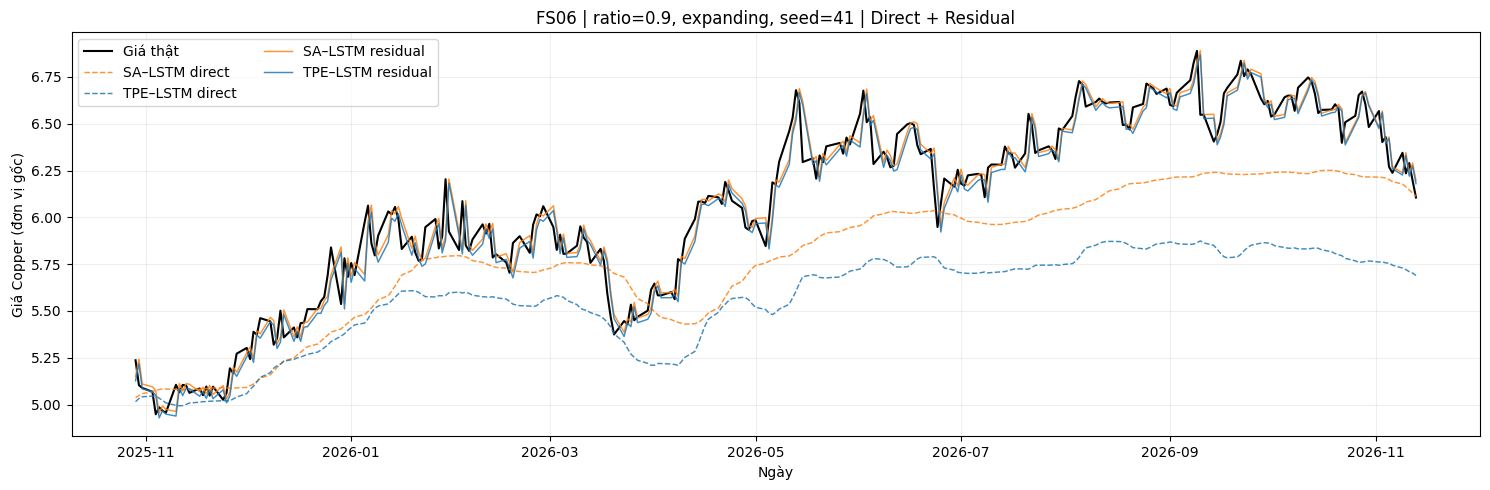 FS06 | ratio=0.9, expanding, seed=41 | Direct + Residual
Giá thật
SA–LSTM direct
TPE–LSTM direct
SA–LSTM residual
TPE–LSTM residual
Giá Copper (đơn vị gốc)
6.75
6.50
6.25
6.00
5.75
5.50
5.25
5.00
2025-11
2026-01
2026-03
2026-05
2026-07
2026-09
2026-11
Ngày